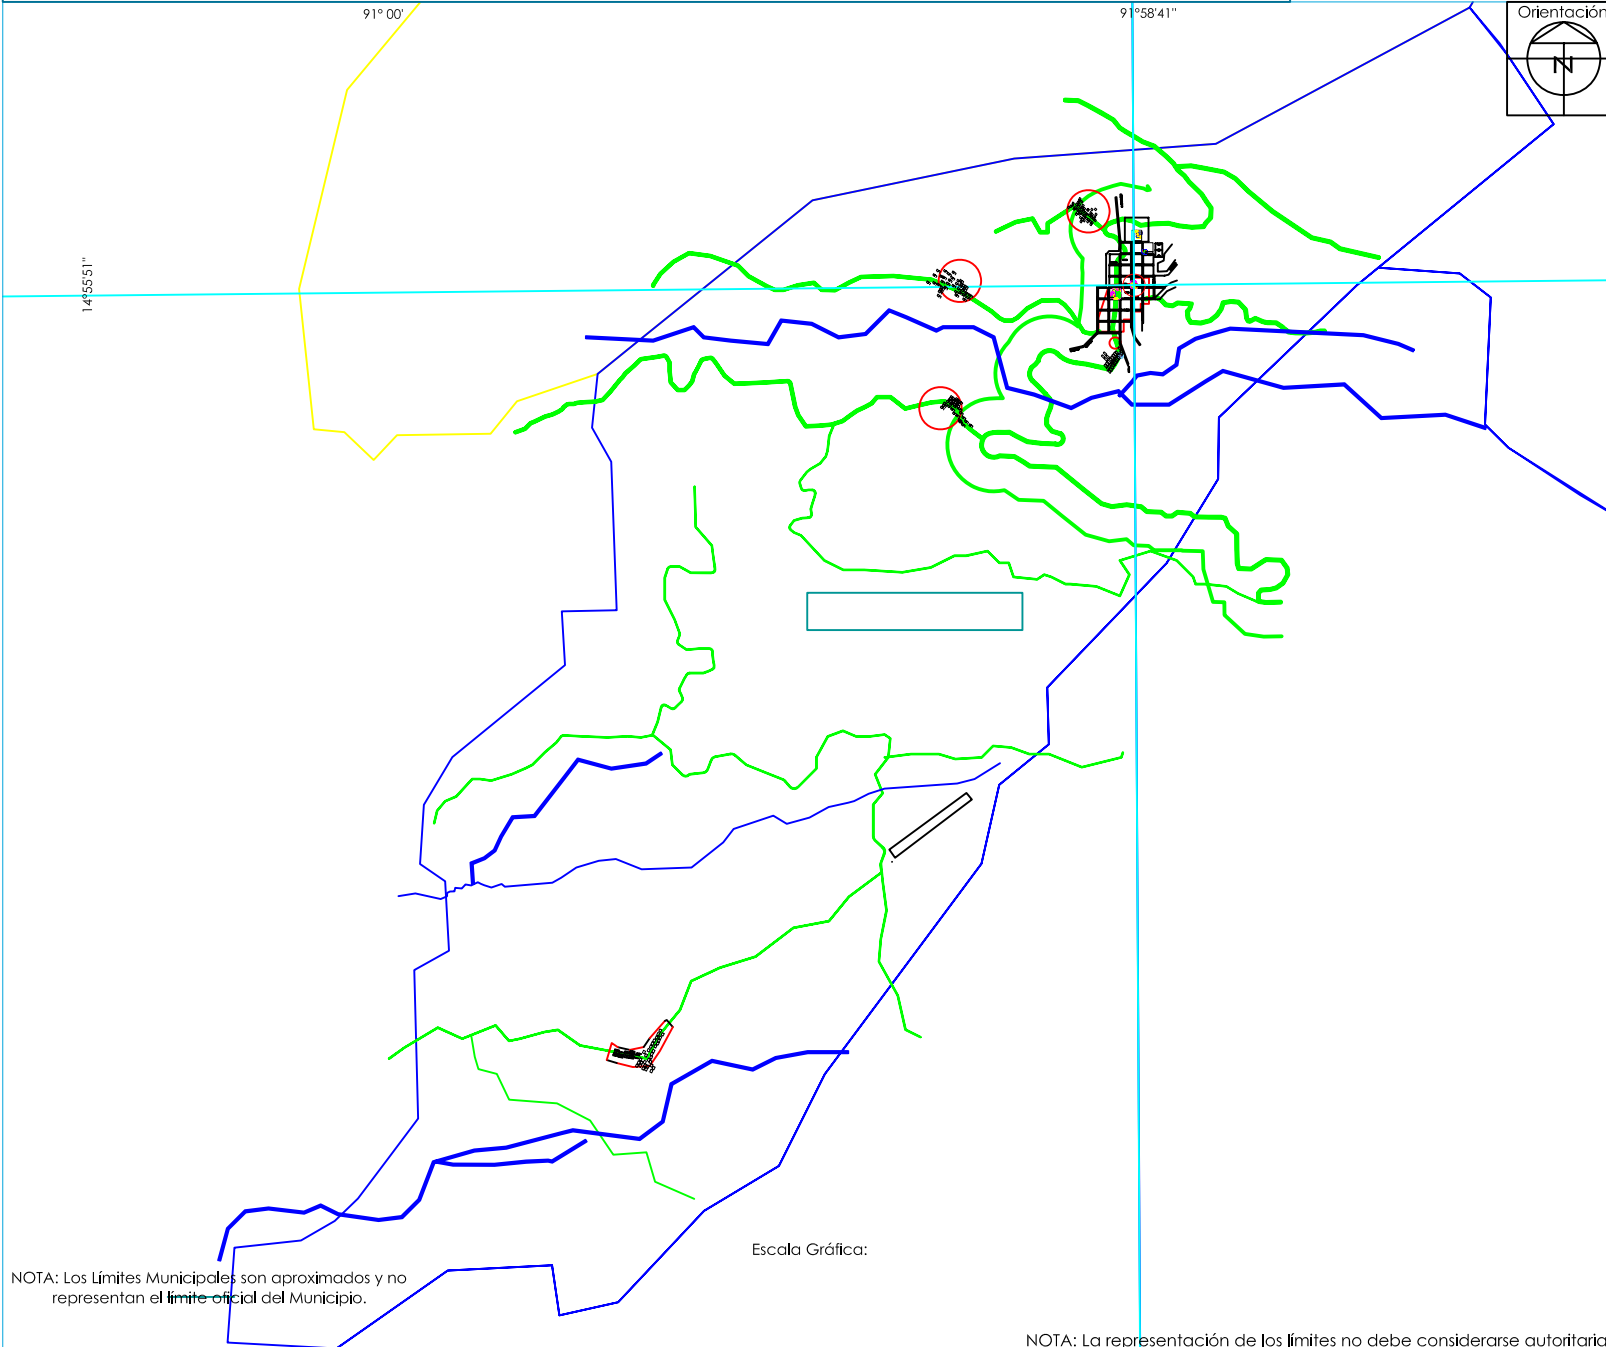 91° 00'
91°58'41"
Orientación
N
14°55'51"
Escala Gráfica:
NOTA: Los Límites Municipales son aproximados y no
representan el límite oficial del Municipio.
NOTA: La representación de los límites no debe considerarse autoritaria